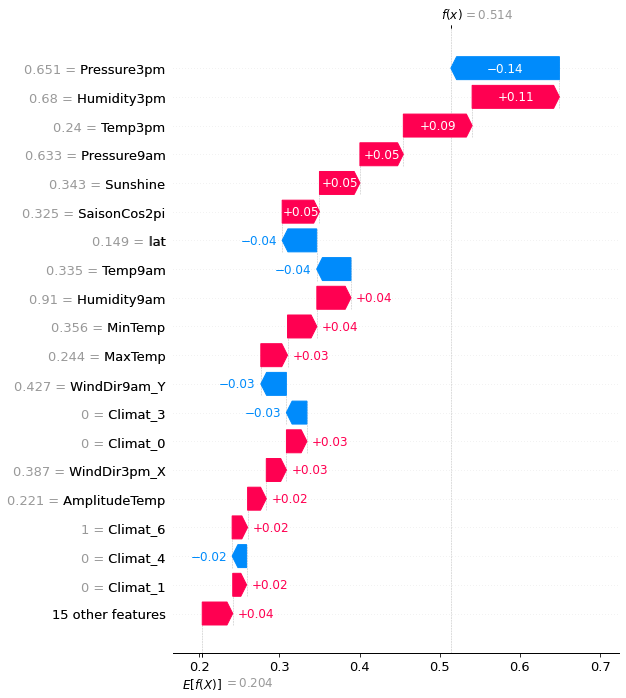 f(x) = 0.514
0.651 = Pressure3pm −0.14
0.68 = Humidity3pm +0.11
0.24 = Temp3pm +0.09
0.633 = Pressure9am +0.05
0.343 = Sunshine +0.05
0.325 = SaisonCos2pi +0.05
0.149 = lat −0.04
0.335 = Temp9am −0.04
0.91 = Humidity9am +0.04
0.356 = MinTemp +0.04
0.244 = MaxTemp +0.03
0.427 = WindDir9am_Y −0.03
0 = Climat_3 −0.03
0 = Climat_0 +0.03
0.387 = WindDir3pm_X +0.03
0.221 = AmplitudeTemp +0.02
1 = Climat_6 +0.02
0 = Climat_4 −0.02
0 = Climat_1 +0.02
15 other features +0.04
0.2 0.3 0.4 0.5 0.6 0.7
E[f(X)] = 0.204